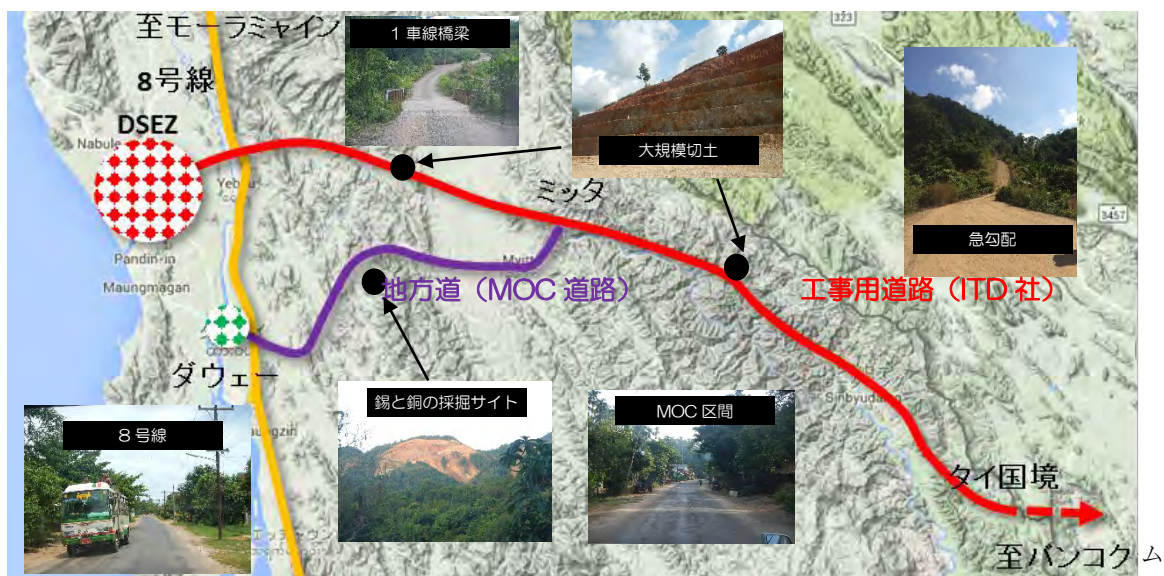 至モーラミャイン
8号線
DSEZ
Nabule
1 車線橋梁
大規模切土
323
急勾配
3457
ミッタ
Pandin-in
Maungmagan
地方道（MOC 道路）
工事用道路（ITD 社）
ダウェー
8 号線
錫と銅の採掘サイト
MOC 区間
Sinbyudaing
タイ国境
至バンコク
ム